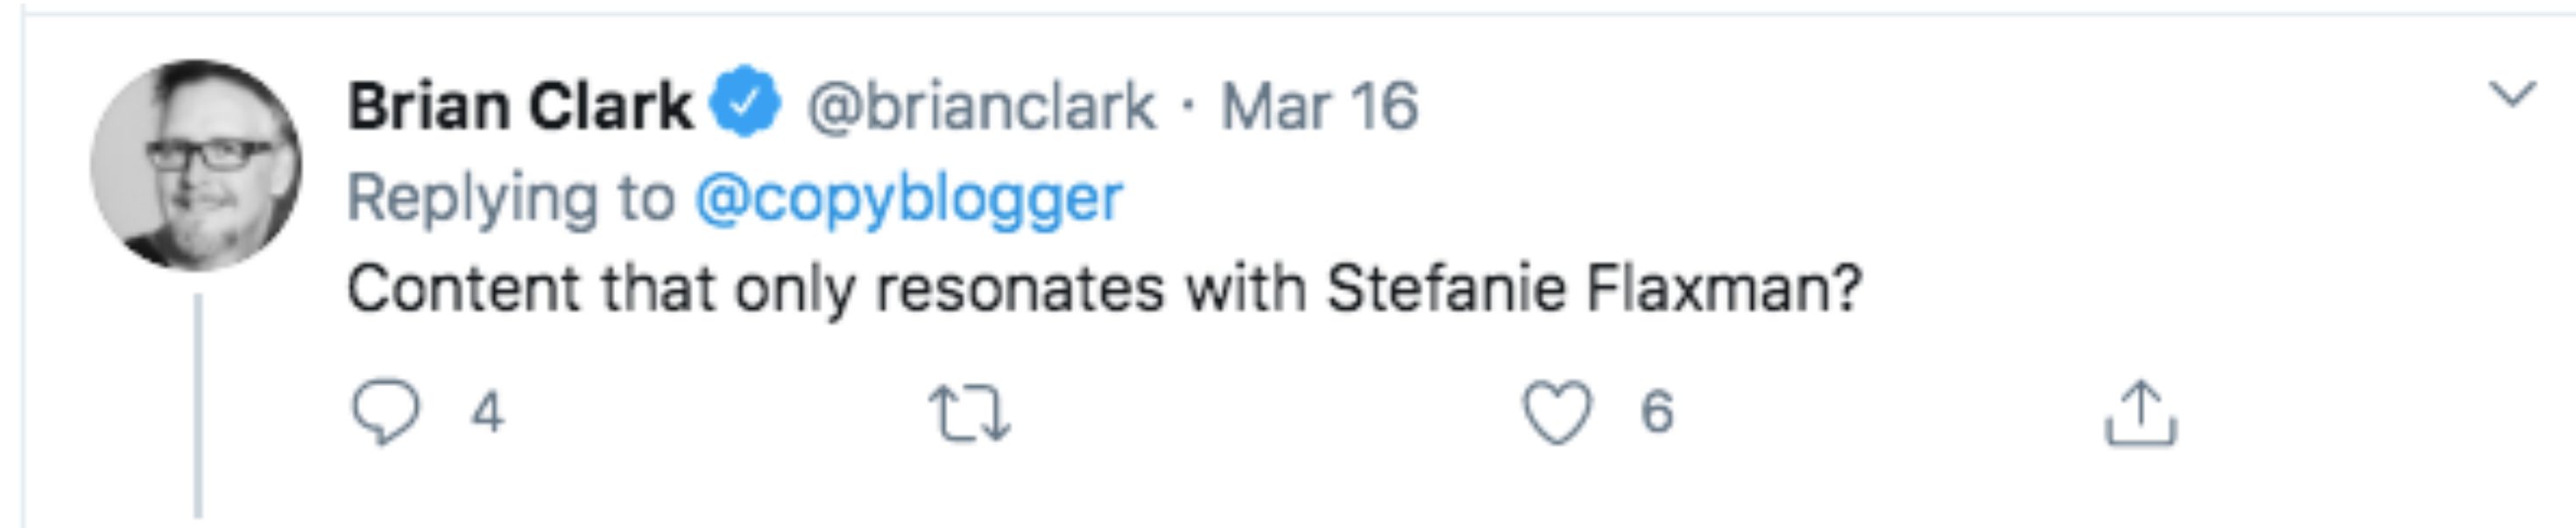 Brian Clark @brianclark · Mar 16
Replying to @copyblogger
Content that only resonates with Stefanie Flaxman?
4 6